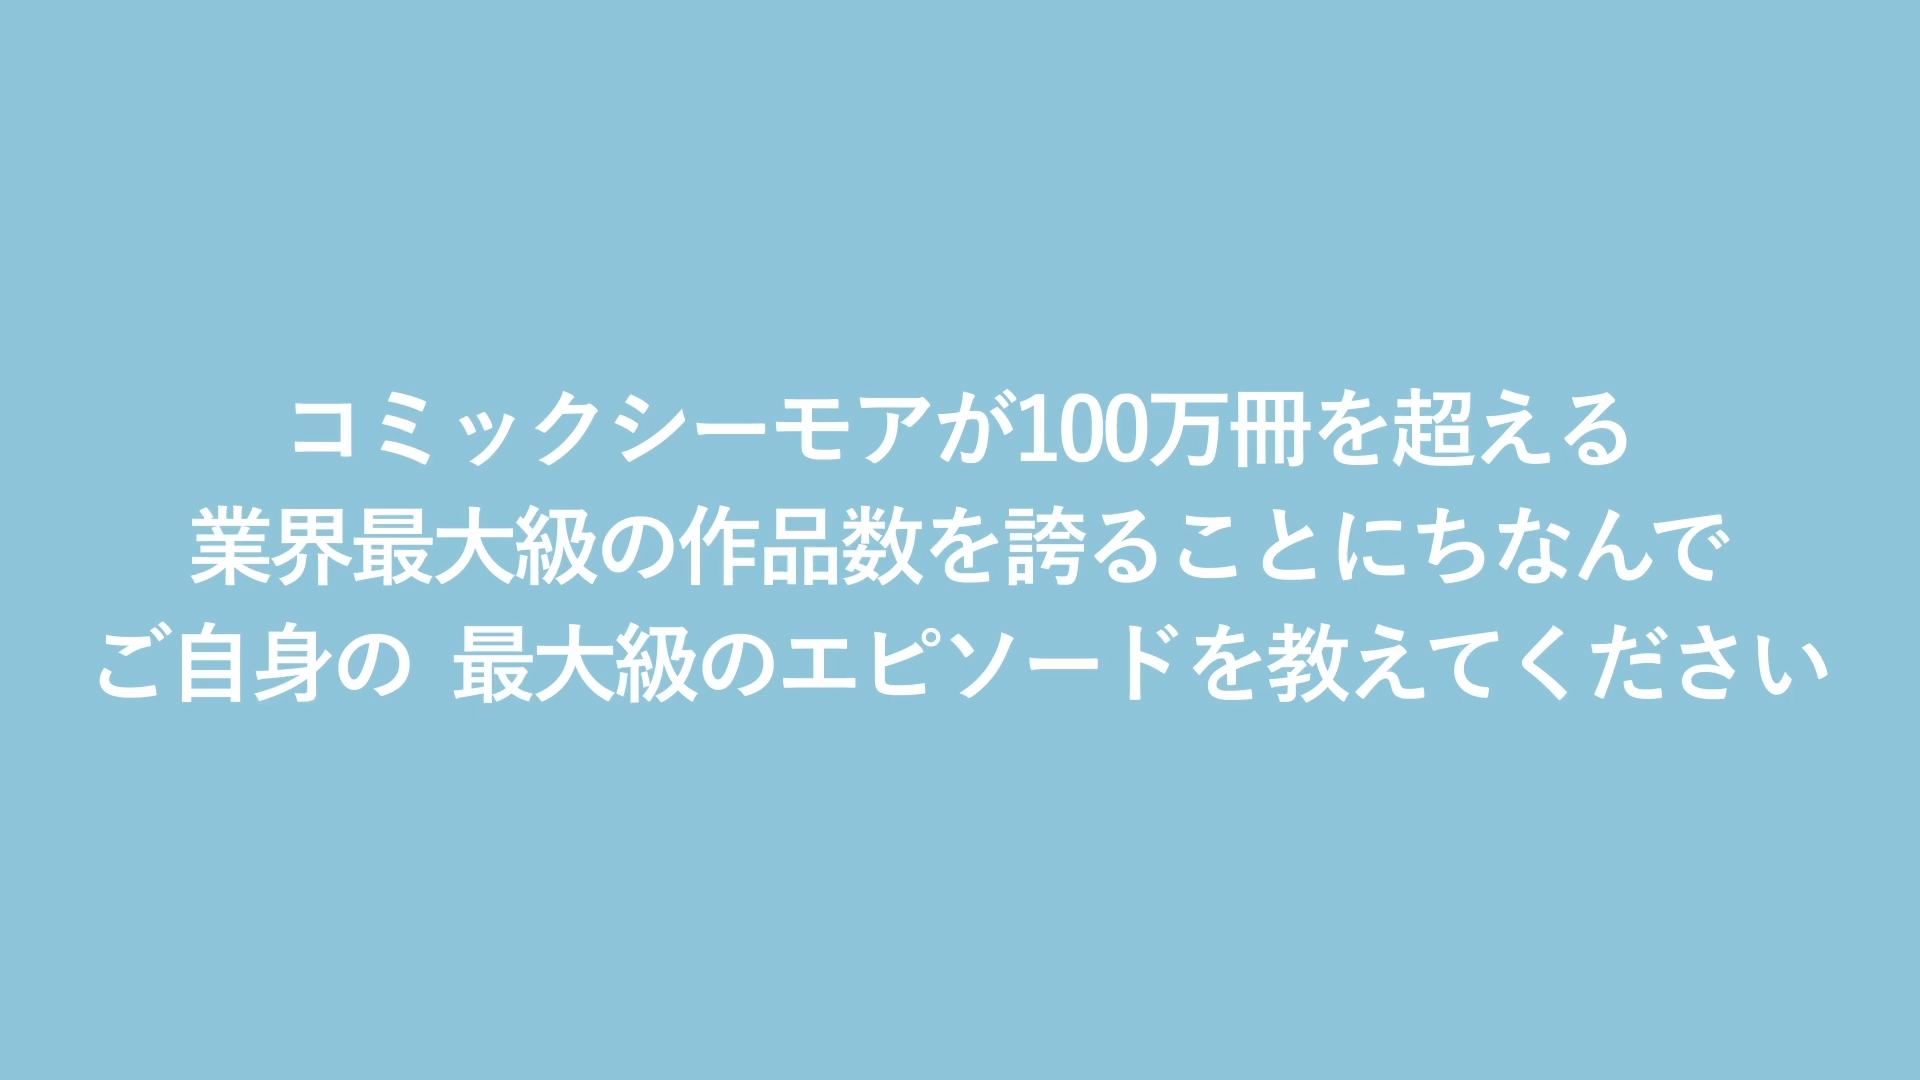 コミックシーモアが100万冊を超える
業界最大級の作品数を誇ることにちなんで
ご自身の 最大級のエピソードを教えてください